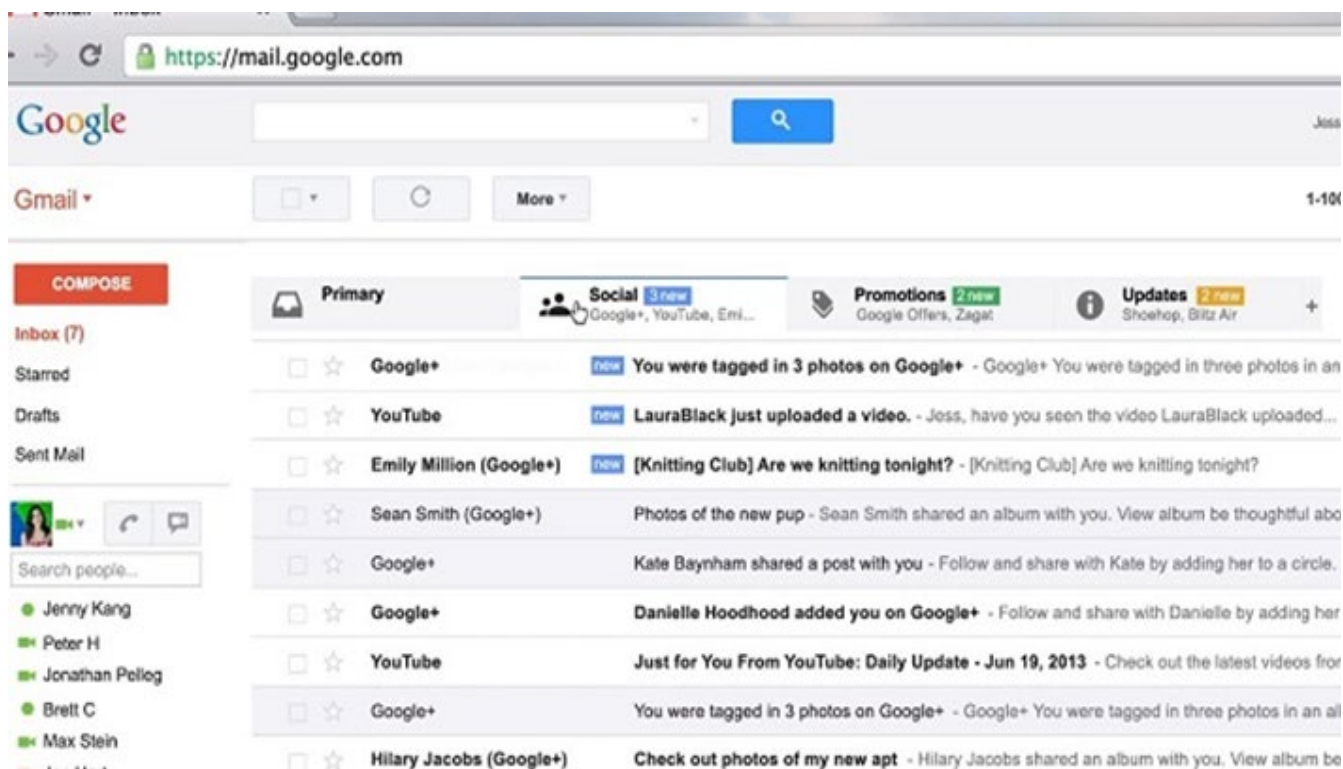 Gmail - Inbox
https://mail.google.com
Google
Jess
Gmail
More
1-100
COMPOSE
Inbox (7)
Starred
Drafts
Sent Mail
Search people...
Jenny Kang
Peter H
Jonathan Pelleg
Brett C
Max Stein
Primary
Social 3 new
Google+, YouTube, Emi...
Promotions 2 new
Google Offers, Zagat
Updates 2 new
Shoehop, Blitz Air
+
Google+ new You were tagged in 3 photos on Google+ - Google+ You were tagged in three photos in an
YouTube new LauraBlack just uploaded a video. - Jess, have you seen the video LauraBlack uploaded...
Emily Million (Google+) new [Knitting Club] Are we knitting tonight? - [Knitting Club] Are we knitting tonight?
Sean Smith (Google+) Photos of the new pup - Sean Smith shared an album with you. View album be thoughtful abo
Google+ Kate Baynham shared a post with you - Follow and share with Kate by adding her to a circle.
Google+ Danielle Hoodhood added you on Google+ - Follow and share with Danielle by adding her
YouTube Just for You From YouTube: Daily Update - Jun 19, 2013 - Check out the latest videos from
Google+ You were tagged in 3 photos on Google+ - Google+ You were tagged in three photos in an al
Hilary Jacobs (Google+) Check out photos of my new apt - Hilary Jacobs shared an album with you. View album be